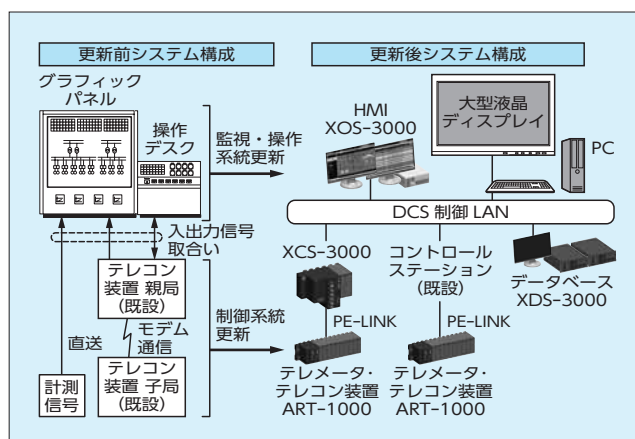 更新前システム構成
グラフィック
パネル
操作
デスク
監視・操作
系統更新
入出力信号
取合い
テレコン
装置 親局
(既設)
制御系統
更新
直送
モデム
通信
計測
信号
テレコン
装置 子局
(既設)
更新後システム構成
HMI
XOS-3000
大型液晶
ディスプレイ
PC
DCS 制御 LAN
XCS-3000
コントロール
ステーション
(既設)
データベース
XDS-3000
PE-LINK
PE-LINK
テレメータ・
テレコン装置
ART-1000
テレメータ・
テレコン装置
ART-1000